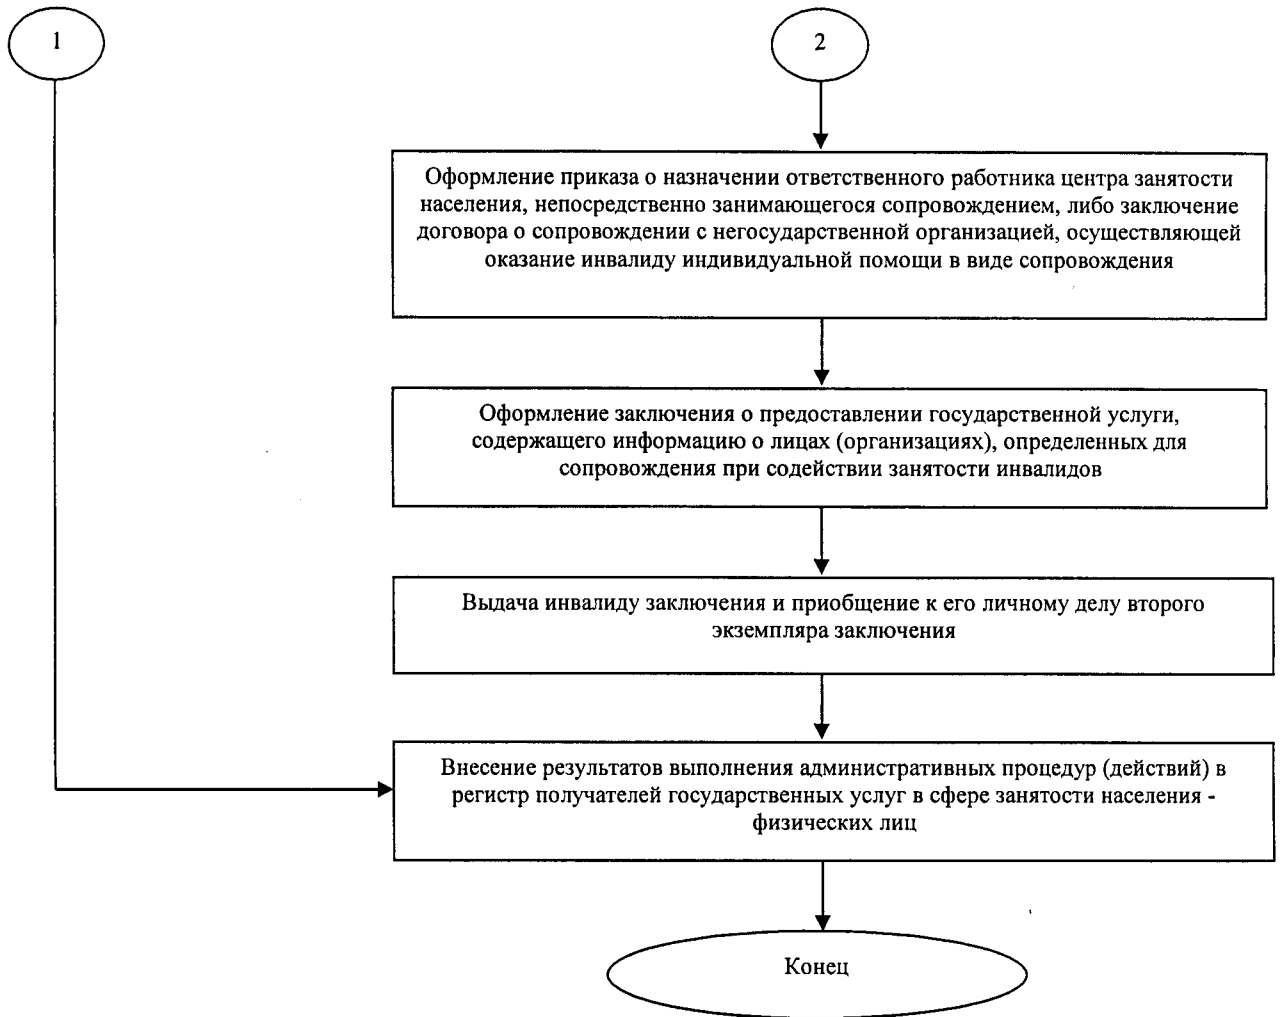 1
2
Оформление приказа о назначении ответственного работника центра занятости
населения, непосредственно занимающегося сопровождением, либо заключение
договора о сопровождении с негосударственной организацией, осуществляющей
оказание инвалиду индивидуальной помощи в виде сопровождения
Оформление заключения о предоставлении государственной услуги,
содержащего информацию о лицах (организациях), определенных для
сопровождения при содействии занятости инвалидов
Выдача инвалиду заключения и приобщение к его личному делу второго
экземпляра заключения
Внесение результатов выполнения административных процедур (действий) в
регистр получателей государственных услуг в сфере занятости населения -
физических лиц
Конец